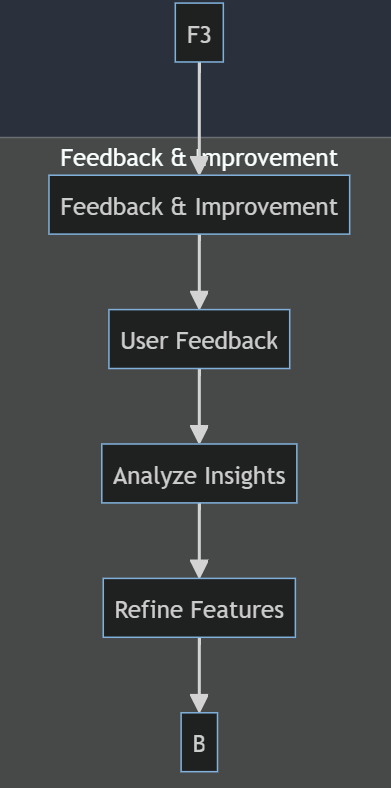 F3
Feedback & Improvement
Feedback & Improvement
User Feedback
Analyze Insights
Refine Features
B